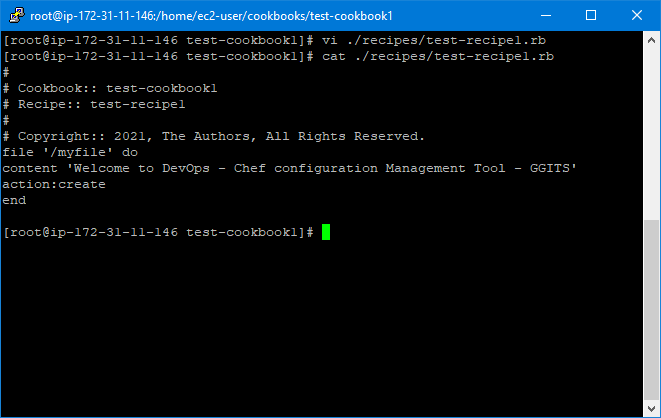 root@ip-172-31-11-146:/home/ec2-user/cookbooks/test-cookbook1
[root@ip-172-31-11-146 test-cookbook1]# vi ./recipes/test-recipe1.rb
[root@ip-172-31-11-146 test-cookbook1]# cat ./recipes/test-recipe1.rb
#
# Cookbook:: test-cookbook1
# Recipe:: test-recipe1
#
# Copyright:: 2021, The Authors, All Rights Reserved.
file '/myfile' do
content 'Welcome to DevOps - Chef configuration Management Tool - GGITS'
action:create
end
[root@ip-172-31-11-146 test-cookbook1]#